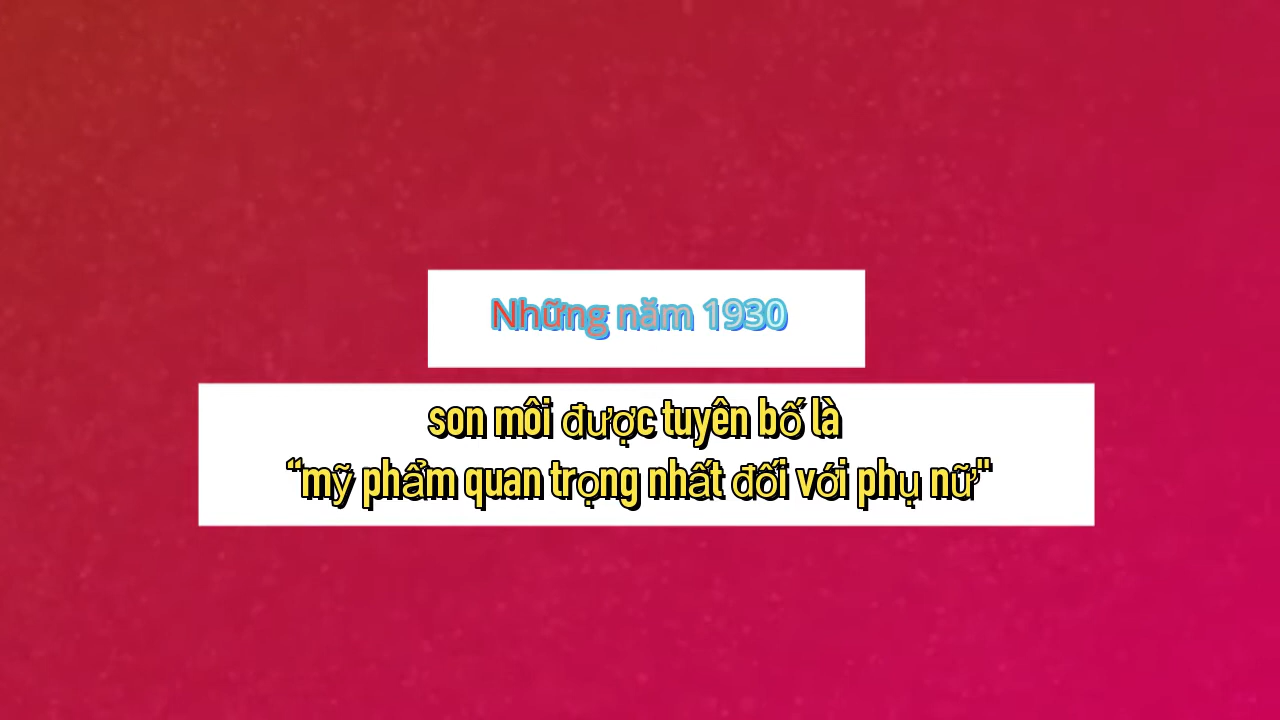 Những năm 1930
son môi được tuyên bố là
“mỹ phẩm quan trọng nhất đối với phụ nữ"